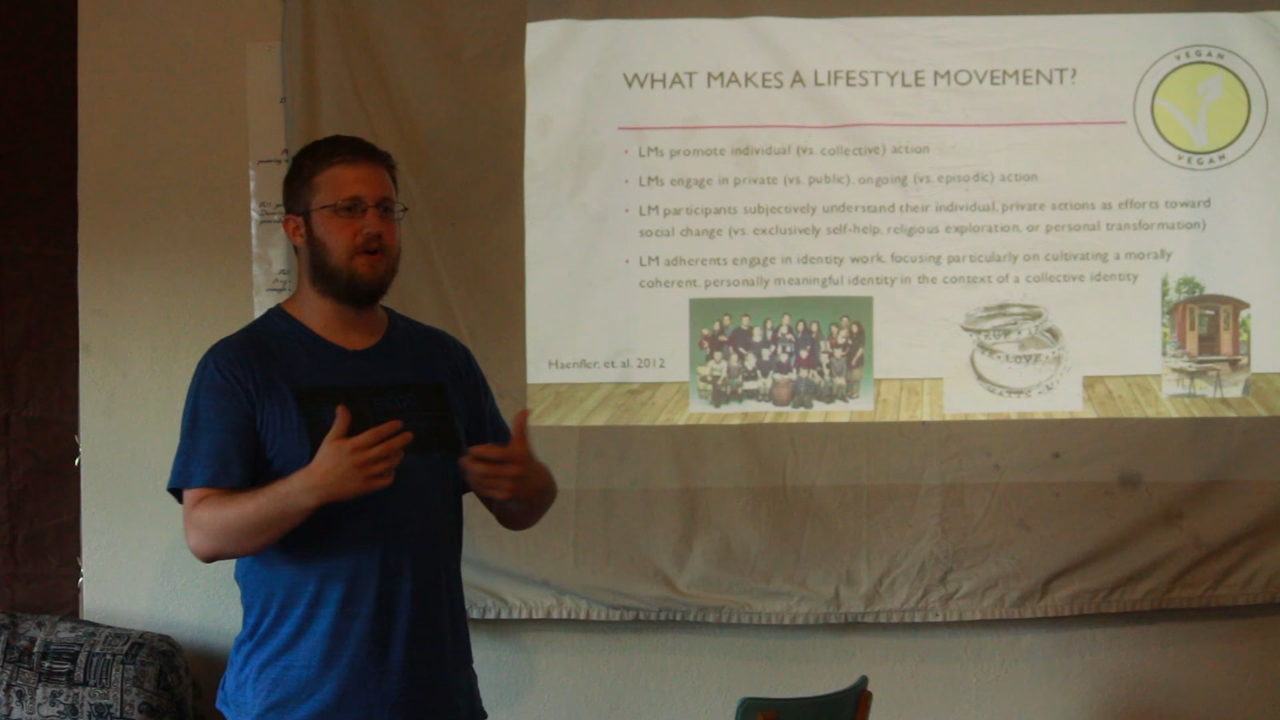 WHAT MAKES A LIFESTYLE MOVEMENT?
VEGAN
VEGAN
• LMs promote individual (vs. collective) action
• LMs engage in private (vs. public), ongoing (vs. episodic) action
• LM participants subjectively understand their individual, private actions as efforts toward
social change (vs. exclusively self-help, religious exploration, or personal transformation)
• LM adherents engage in identity work, focusing particularly on cultivating a morally
coherent, personally meaningful identity in the context of a collective identity
Haenfler, et. al. 2012
TRUE
LOVE
WAITS